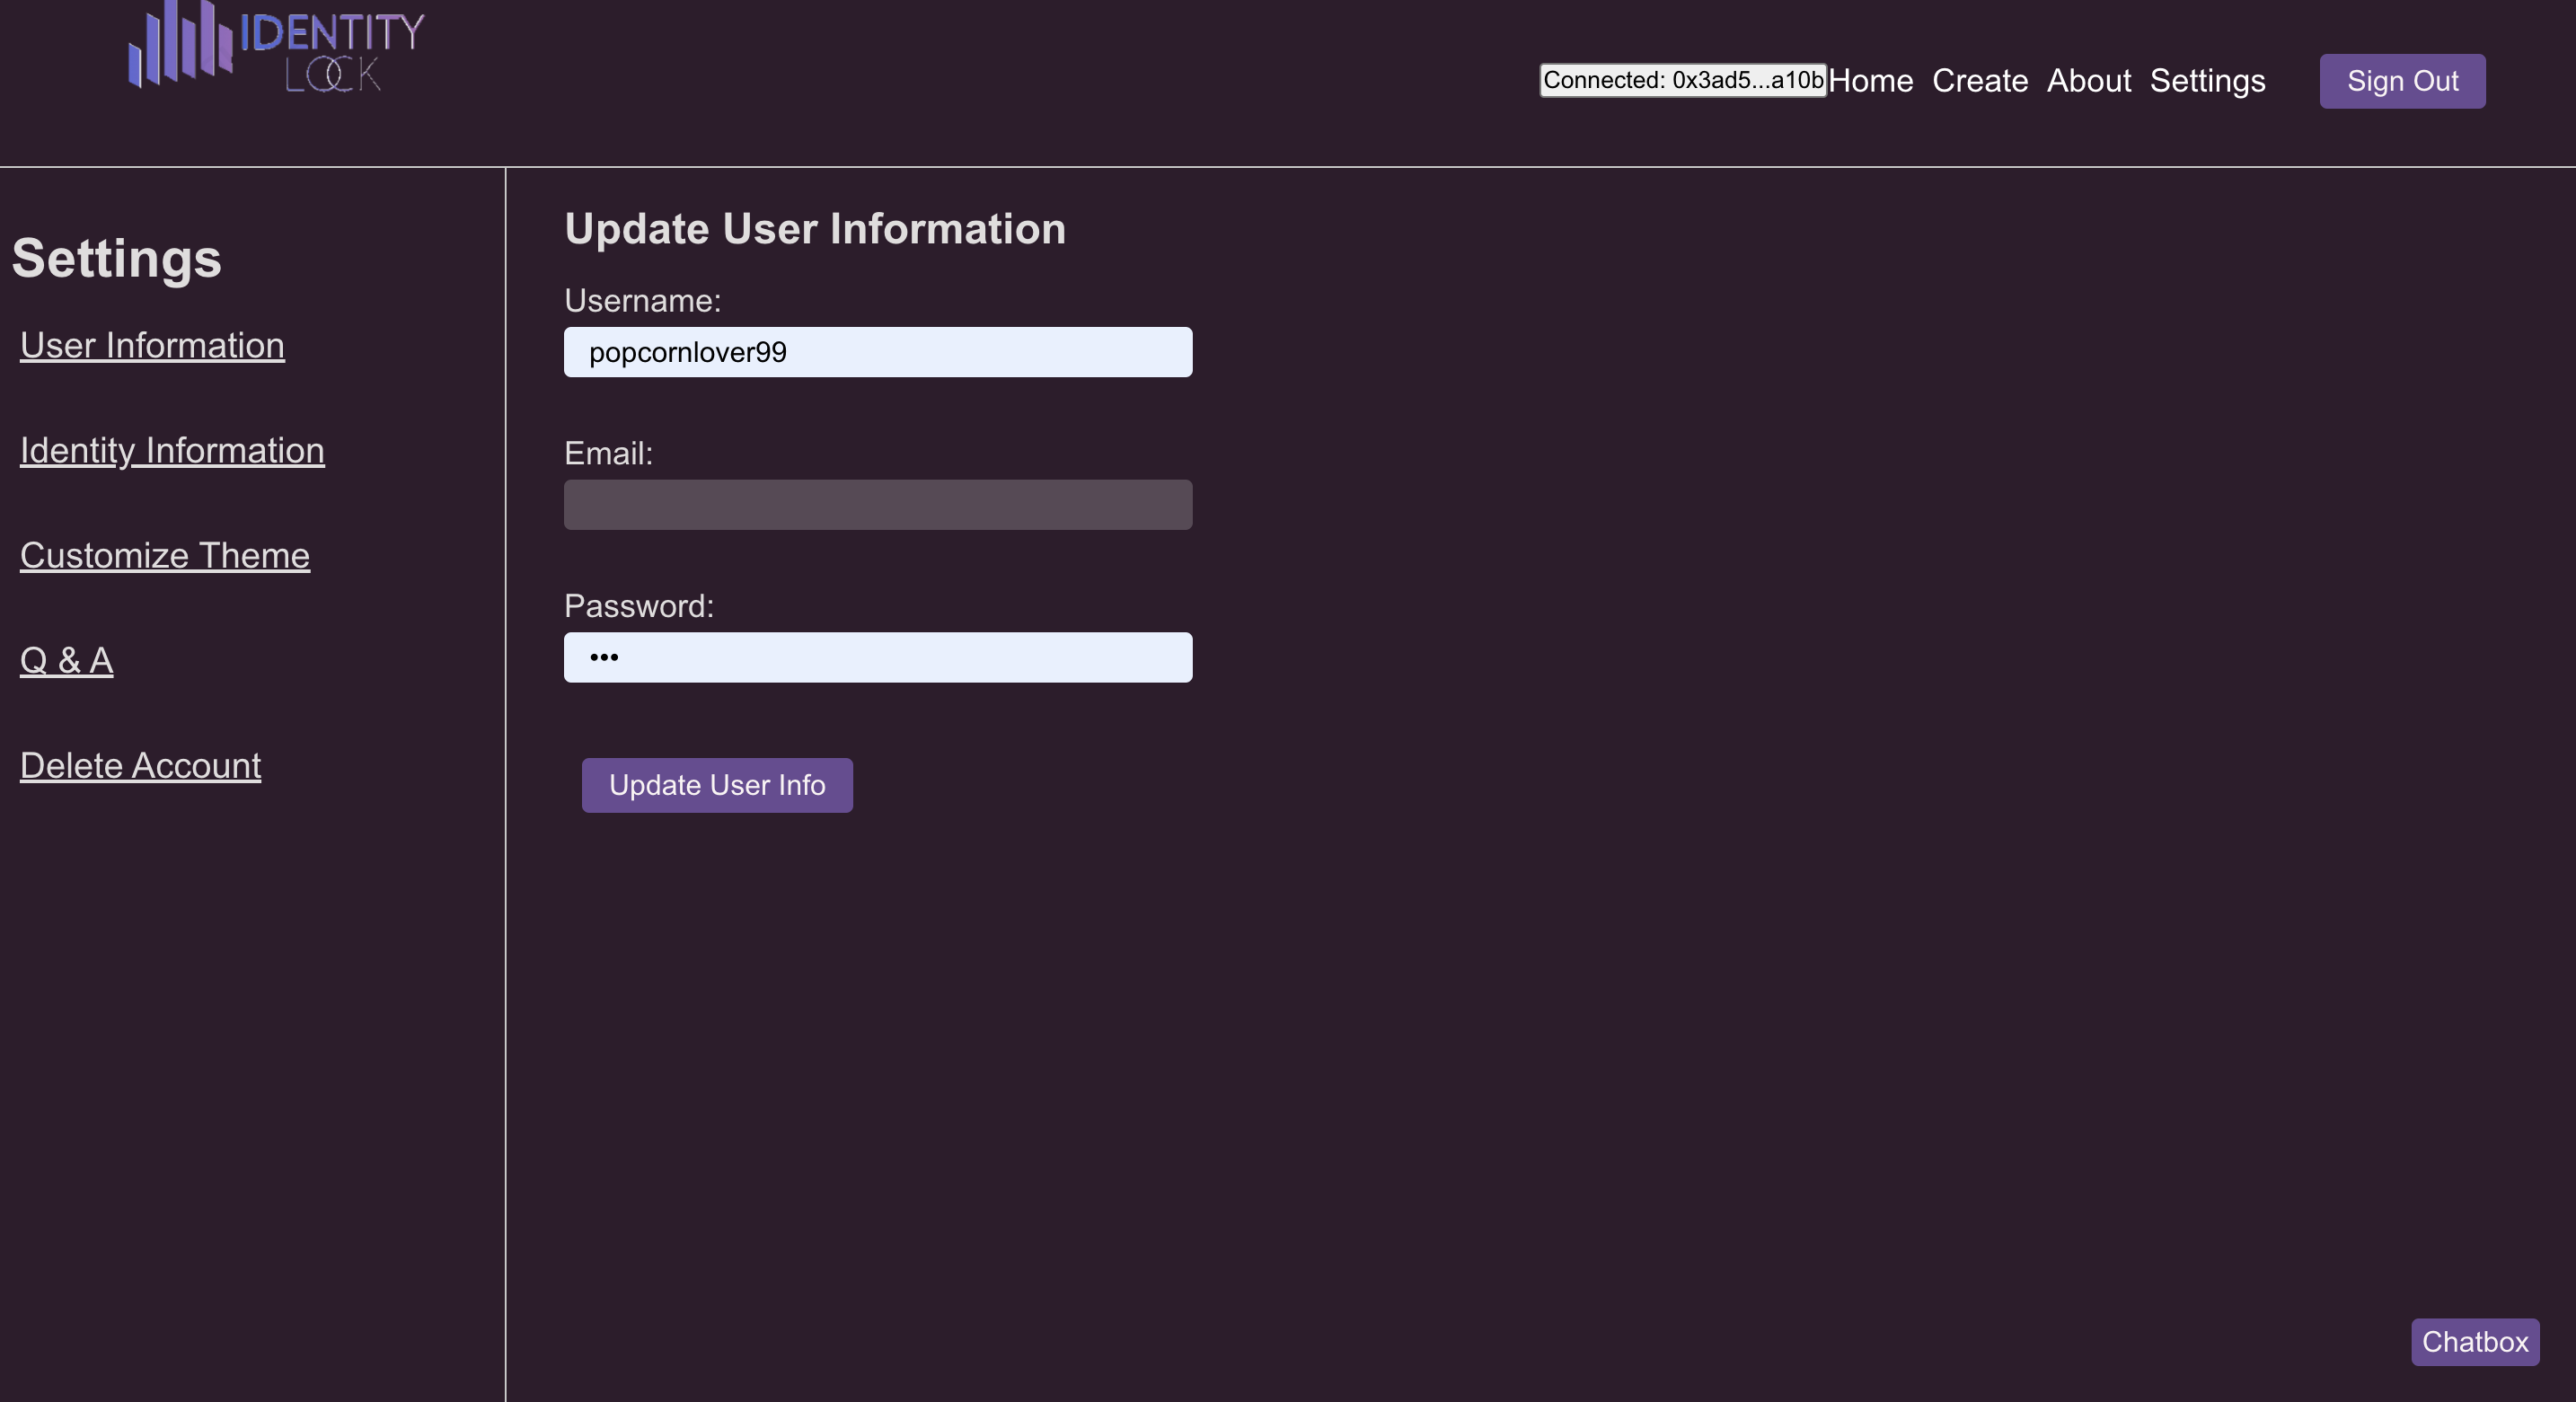 IDENTITY
LOCK
Connected: 0x3ad5...a10b Home Create About Settings Sign Out
Settings
User Information
Identity Information
Customize Theme
Q & A
Delete Account
Update User Information
Username:
popcornlover99
Email:
Password:
•••
Update User Info
Chatbox